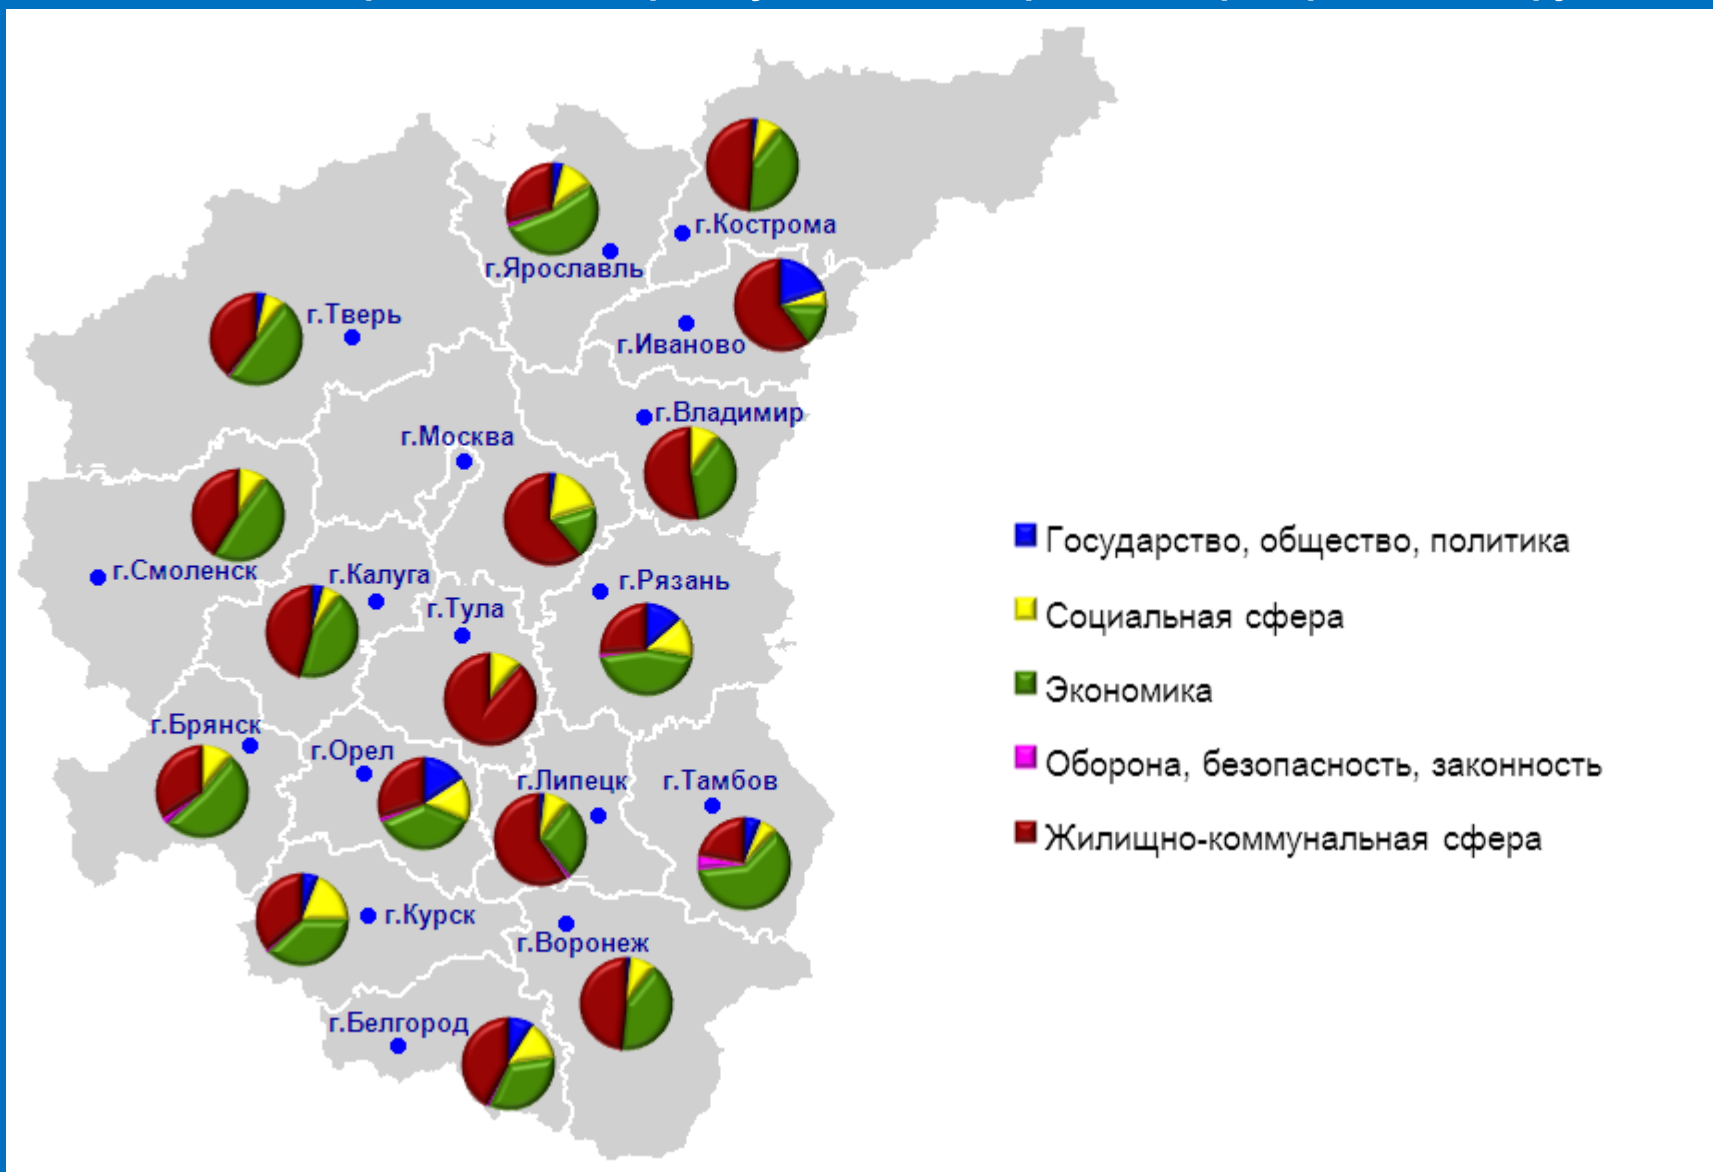 г.Кострома
г.Ярославль
г.Тверь
г.Иваново
г.Владимир
г.Москва
г.Смоленск
г.Калуга
г.Рязань
г.Тула
г.Брянск
г.Орел
г.Липецк
г.Тамбов
г.Курск
г.Воронеж
г.Белгород
Государство, общество, политика
Социальная сфера
Экономика
Оборона, безопасность, законность
Жилищно-коммунальная сфера